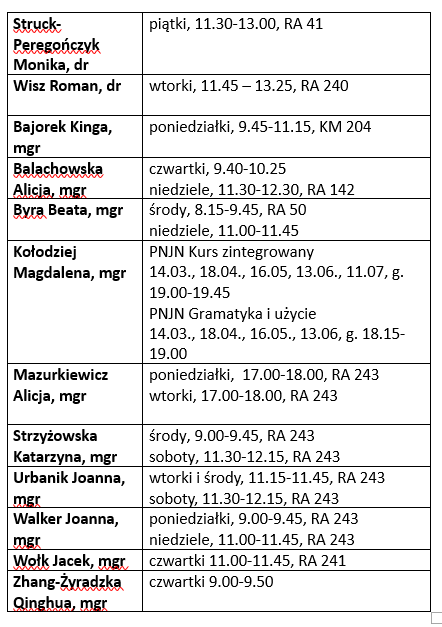 Struck-
Peregończyk
Monika, dr
piątki, 11.30-13.00, RA 41
Wisz Roman, dr
wtorki, 11.45 – 13.25, RA 240
Bajorek Kinga,
mgr
poniedziałki, 9.45-11.15, KM 204
Balachowska
Alicja, mgr
czwartki, 9.40-10.25
niedziele, 11.30-12.30, RA 142
Byra Beata, mgr
środy, 8.15-9.45, RA 50
niedziele, 11.00-11.45
Kołodziej
Magdalena, mgr
PNJN Kurs zintegrowany
14.03., 18.04., 16.05, 13.06., 11.07, g.
19.00-19.45
PNJN Gramatyka i użycie
14.03., 18.04., 16.05., 13.06, g. 18.15-
19.00
Mazurkiewicz
Alicja, mgr
poniedziałki,  17.00-18.00, RA 243
wtorki, 17.00-18.00, RA 243
Strzyżowska
Katarzyna, mgr
środy, 9.00-9.45, RA 243
soboty, 11.30-12.15, RA 243
Urbanik Joanna,
mgr
wtorki i środy, 11.15-11.45, RA 243
soboty, 11.30-12.15, RA 243
Walker Joanna,
mgr
poniedziałki, 9.00-9.45, RA 243
niedziele, 11.00-11.45, RA 243
Wołk Jacek, mgr
czwartki 11.00-11.45, RA 241
Zhang-Żyradzka
Qinghua, mgr
czwartki 9.00-9.50